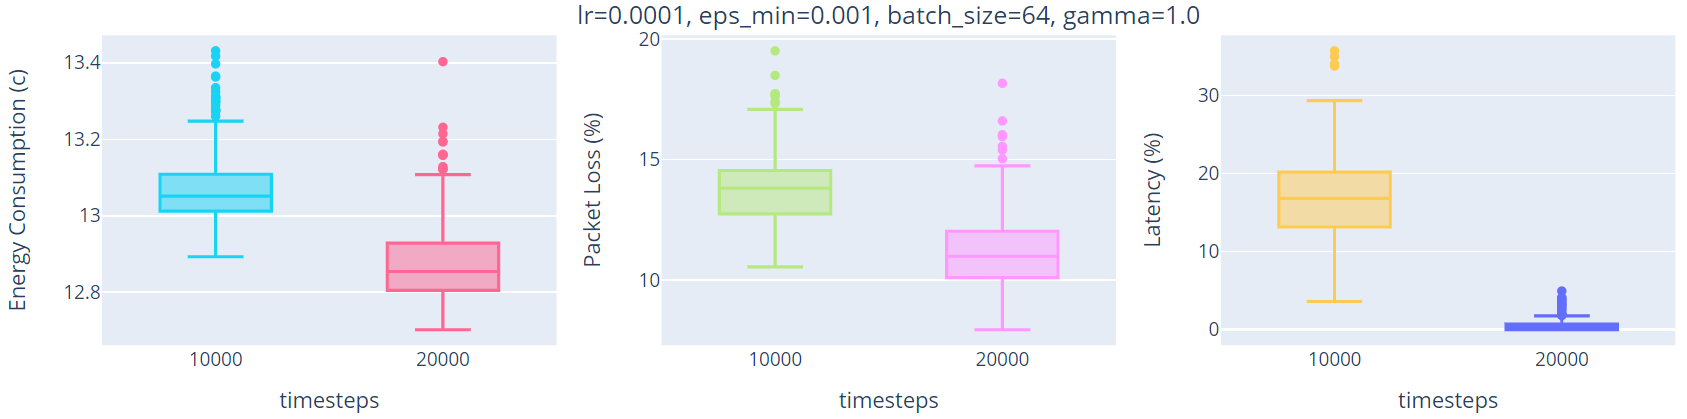 lr=0.0001, eps_min=0.001, batch_size=64, gamma=1.0
Energy Consumption (c)
13.4
13.2
13
12.8
10000
20000
timesteps
Packet Loss (%)
20
15
10
10000
20000
timesteps
Latency (%)
30
20
10
0
10000
20000
timesteps